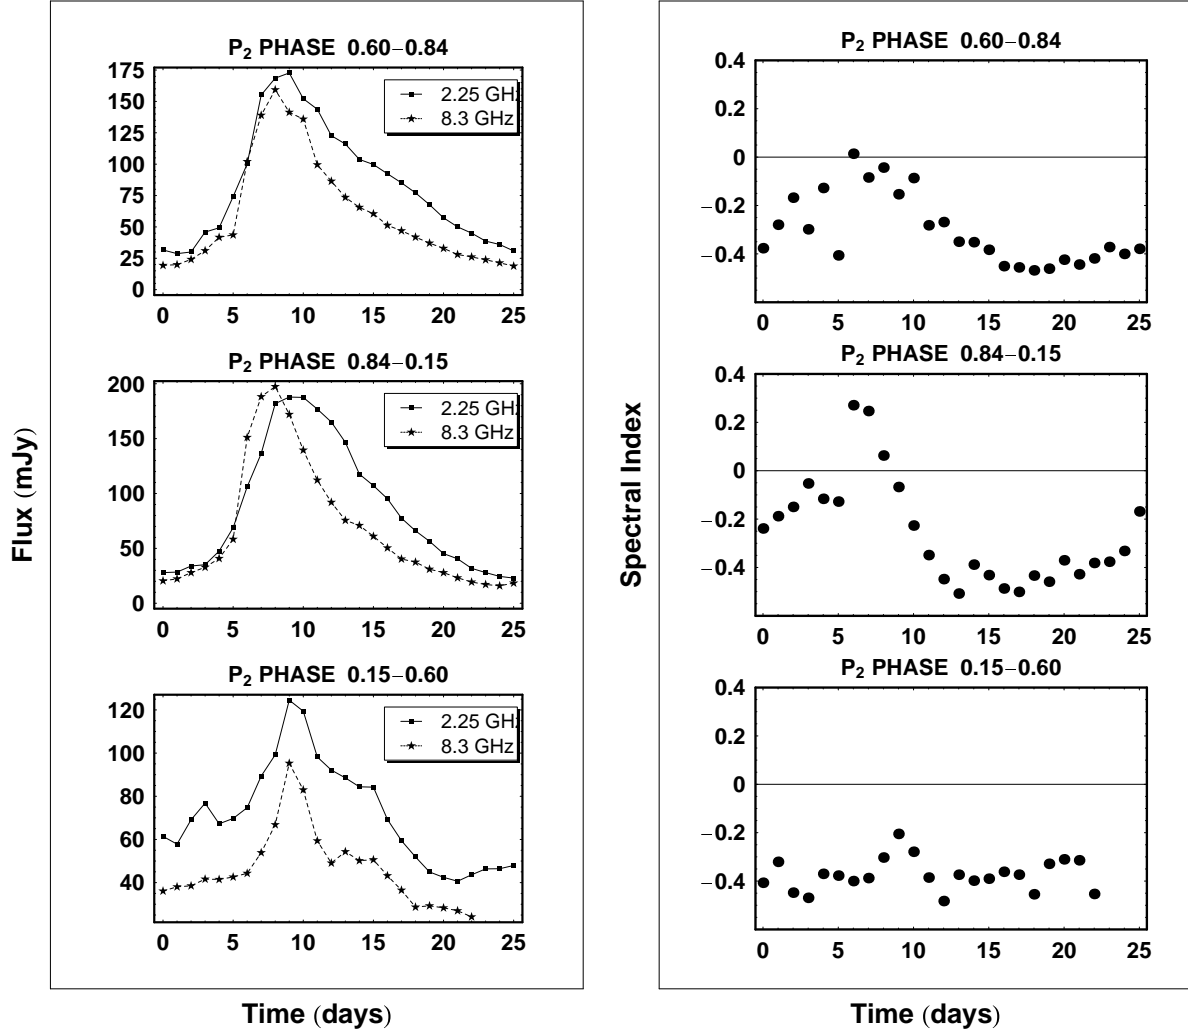 P₂ PHASE 0.60−0.84
175
150
125
100
75
50
25
0
0 5 10 15 20 25
2.25 GHz
8.3 GHz
P₂ PHASE 0.84−0.15
200
150
100
50
0
0 5 10 15 20 25
2.25 GHz
8.3 GHz
P₂ PHASE 0.15−0.60
120
100
80
60
40
0 5 10 15 20 25
2.25 GHz
8.3 GHz
Flux (mJy)
Time (days)
P₂ PHASE 0.60−0.84
0.4
0.2
0
−0.2
−0.4
0 5 10 15 20 25
P₂ PHASE 0.84−0.15
0.4
0.2
0
−0.2
−0.4
0 5 10 15 20 25
P₂ PHASE 0.15−0.60
0.4
0.2
0
−0.2
−0.4
0 5 10 15 20 25
Spectral Index
Time (days)